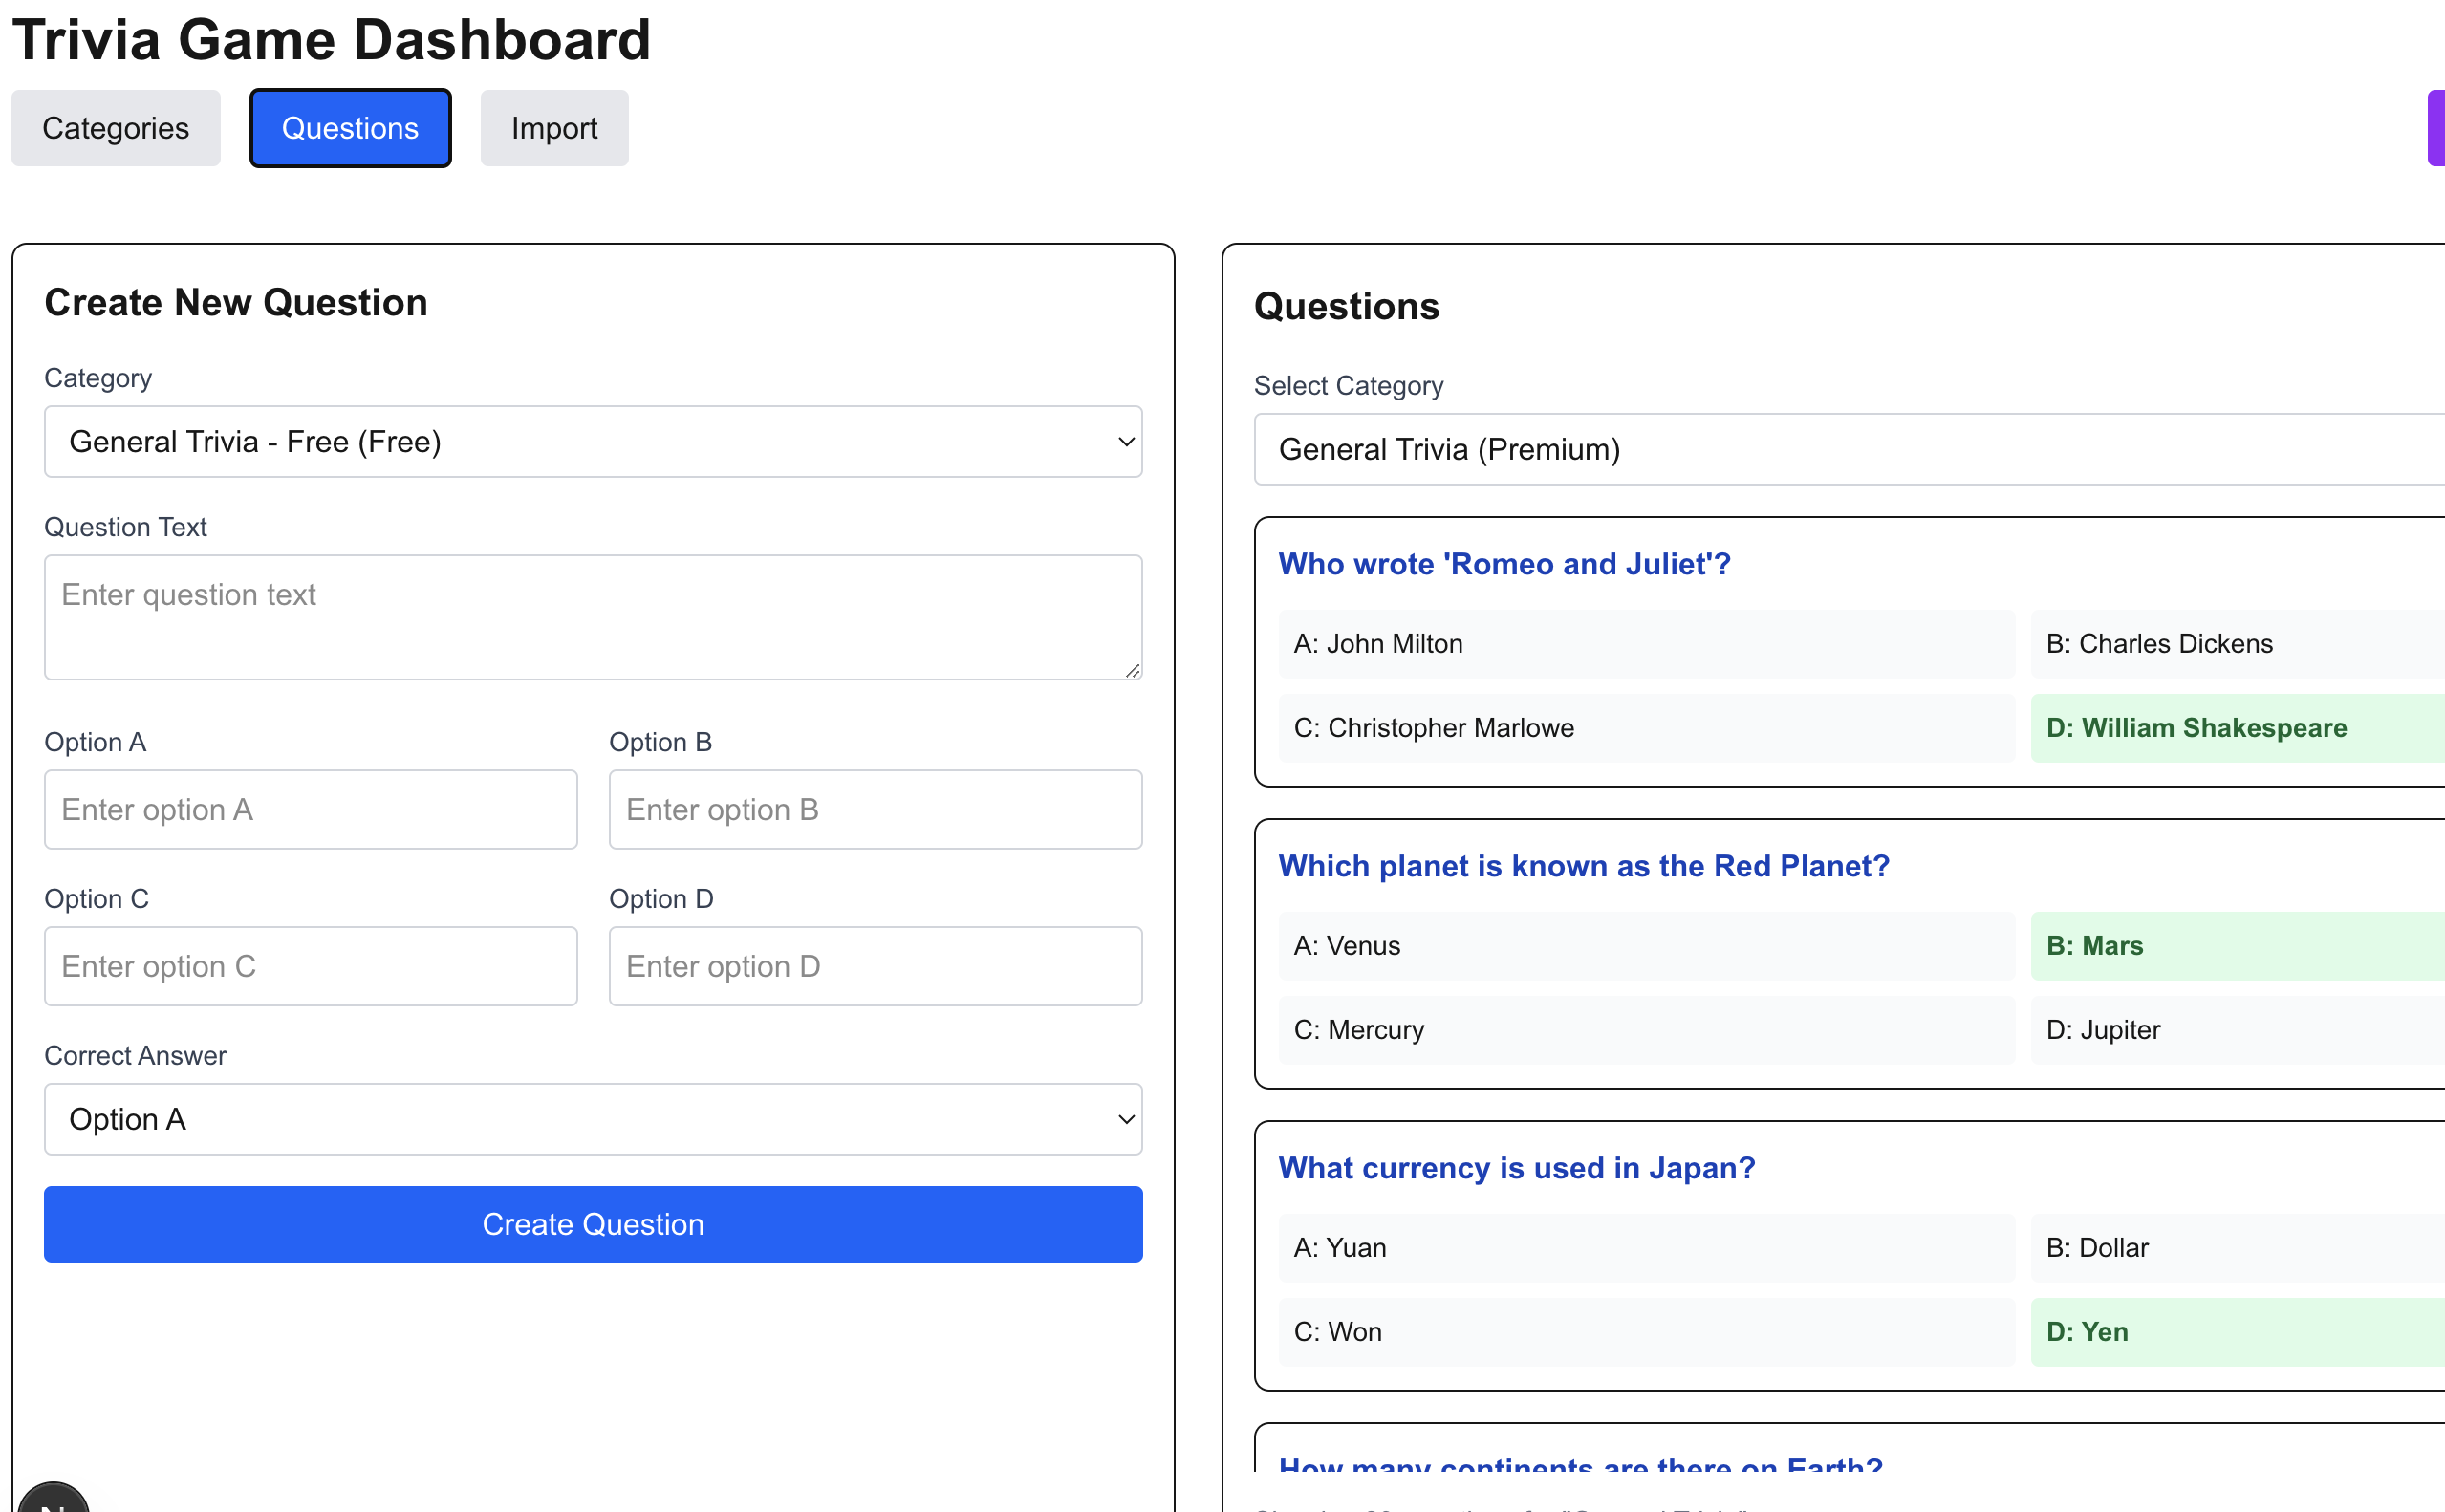 Trivia Game Dashboard
Categories
Questions
Import
Create New Question
Category
General Trivia - Free (Free)
Question Text
Enter question text
Option A
Option B
Enter option A
Enter option B
Option C
Option D
Enter option C
Enter option D
Correct Answer
Option A
Create Question
Questions
Select Category
General Trivia (Premium)
Who wrote 'Romeo and Juliet'?
A: John Milton
B: Charles Dickens
C: Christopher Marlowe
D: William Shakespeare
Which planet is known as the Red Planet?
A: Venus
B: Mars
C: Mercury
D: Jupiter
What currency is used in Japan?
A: Yuan
B: Dollar
C: Won
D: Yen
How many continents are there on Earth?